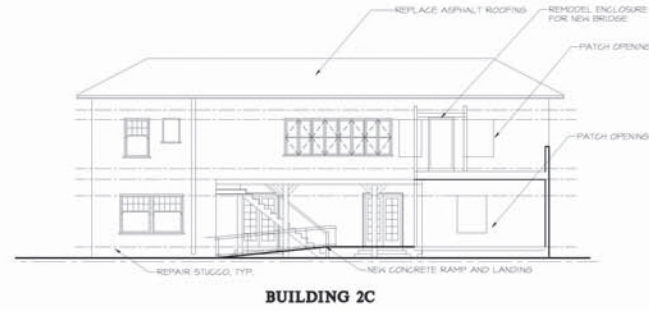 REPLACE ASPHALT ROOFING
REMODEL ENCLOSURE
FOR NEW BRIDGE
PATCH OPENING
PATCH OPENING
REPAIR STUCCO, TYP.
NEW CONCRETE RAMP AND LANDING
BUILDING 2C